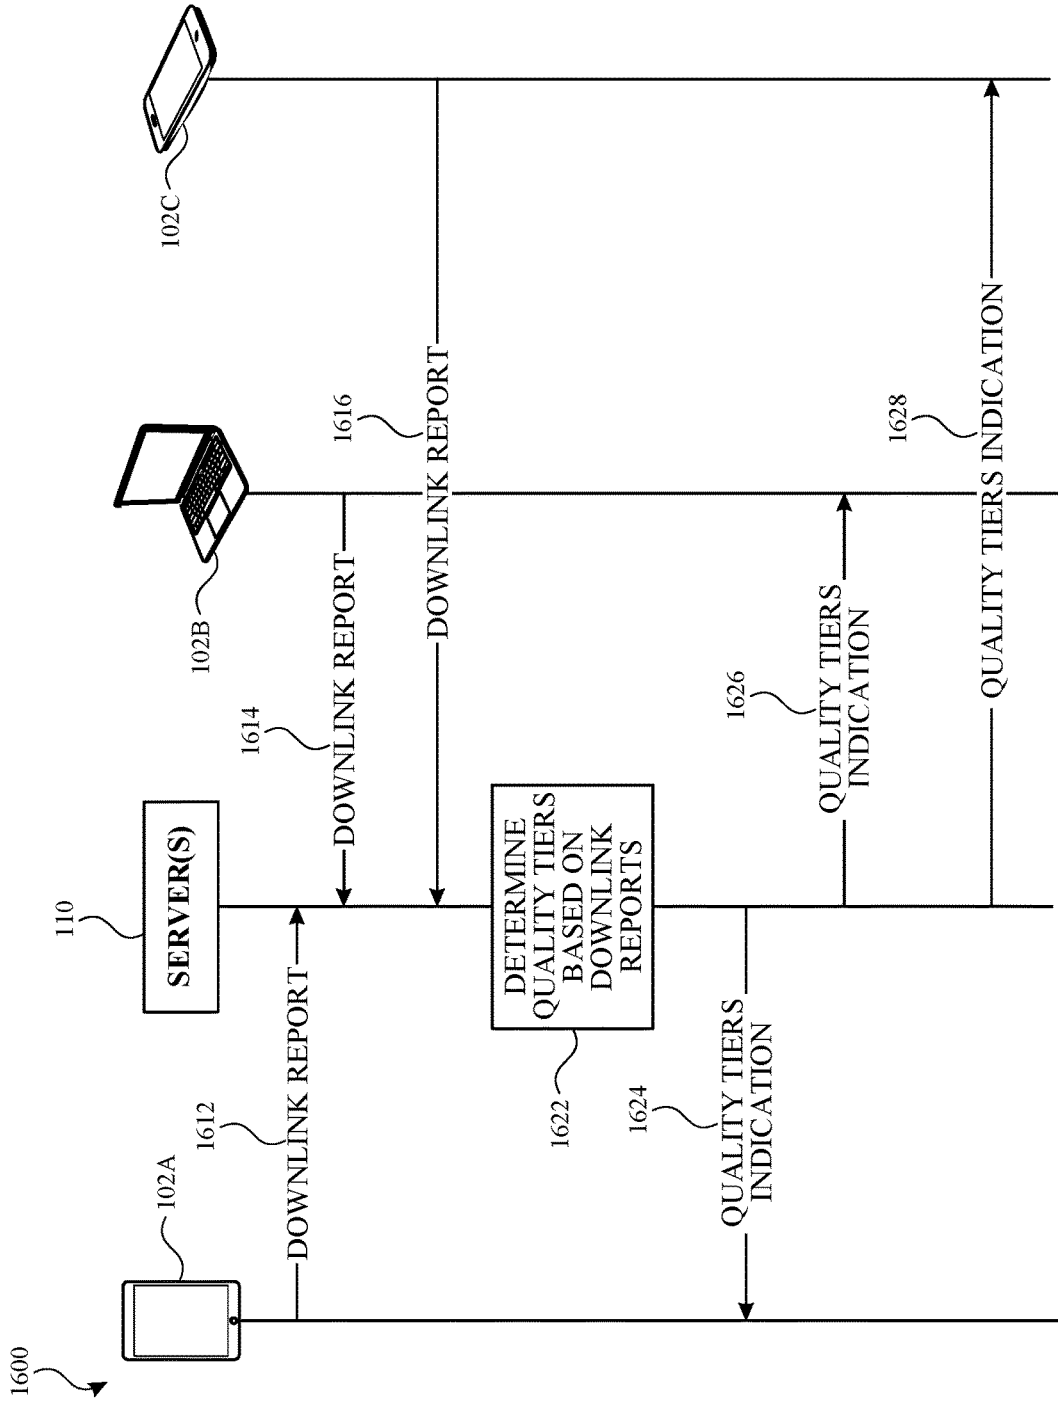 1600
102A
110
SERVER(S)
102B
102C
1612
DOWNLINK REPORT
1614
DOWNLINK REPORT
1616
DOWNLINK REPORT
1622
DETERMINE
QUALITY TIERS
BASED ON
DOWNLINK
REPORTS
1624
QUALITY TIERS
INDICATION
1626
QUALITY TIERS
INDICATION
1628
QUALITY TIERS INDICATION